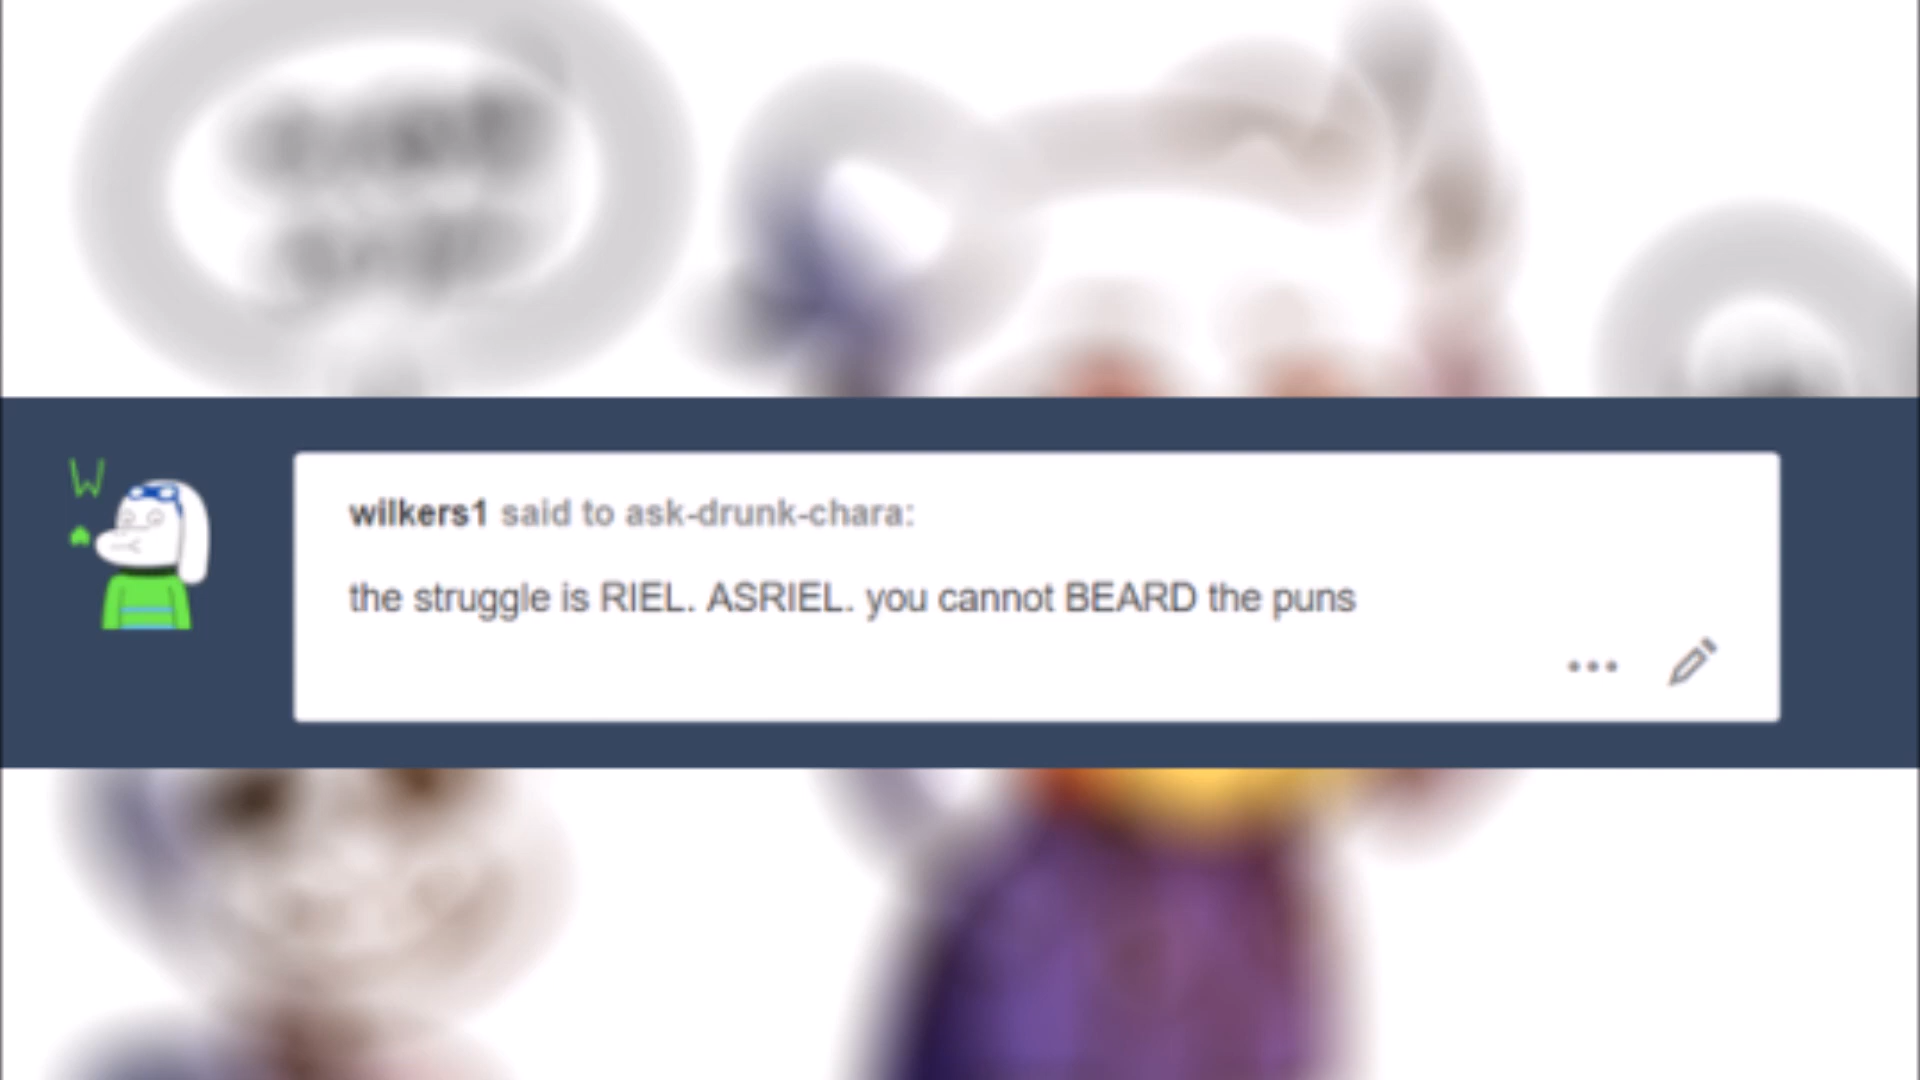 W
wilkers1 said to ask-drunk-chara:
the struggle is RIEL. ASRIEL. you cannot BEARD the puns